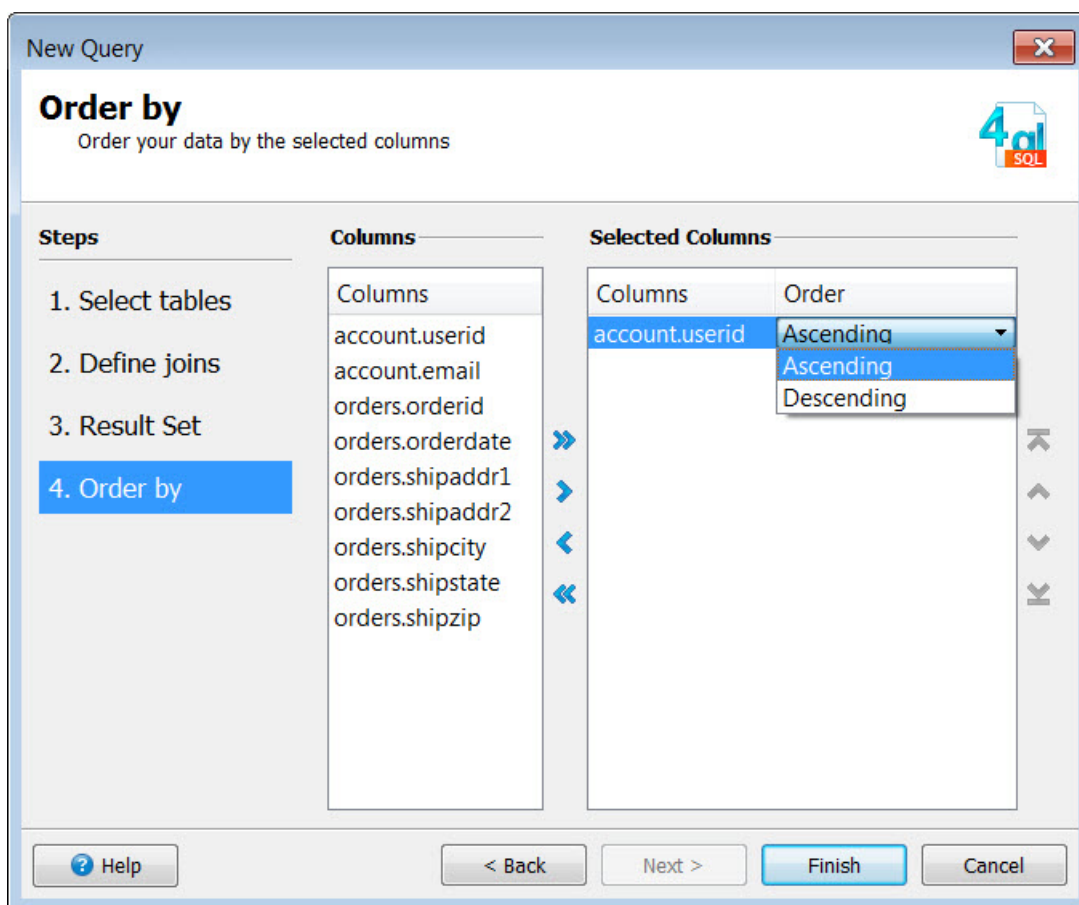 New Query
Order by
Order your data by the selected columns
4gl
SQL
Steps
1. Select tables
2. Define joins
3. Result Set
4. Order by
Columns
Columns
account.userid
account.email
orders.orderid
orders.orderdate
orders.shipaddr1
orders.shipaddr2
orders.shipcity
orders.shipstate
orders.shipzip
Selected Columns
Columns Order
account.userid Ascending
Ascending
Descending
? Help
< Back
Next >
Finish
Cancel